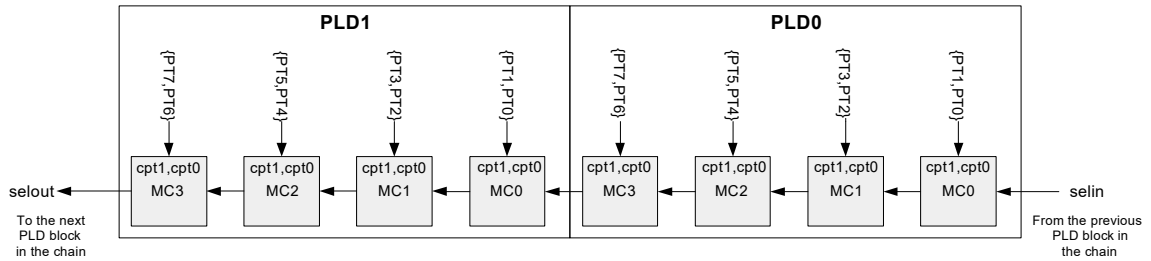 PLD1
PLD0
{PT7,PT6}
{PT5,PT4}
{PT3,PT2}
{PT1,PT0}
{PT7,PT6}
{PT5,PT4}
{PT3,PT2}
{PT1,PT0}
cpt1,cpt0
MC3
cpt1,cpt0
MC2
cpt1,cpt0
MC1
cpt1,cpt0
MC0
cpt1,cpt0
MC3
cpt1,cpt0
MC2
cpt1,cpt0
MC1
cpt1,cpt0
MC0
selout
To the next
PLD block
in the chain
selin
From the previous
PLD block in
the chain